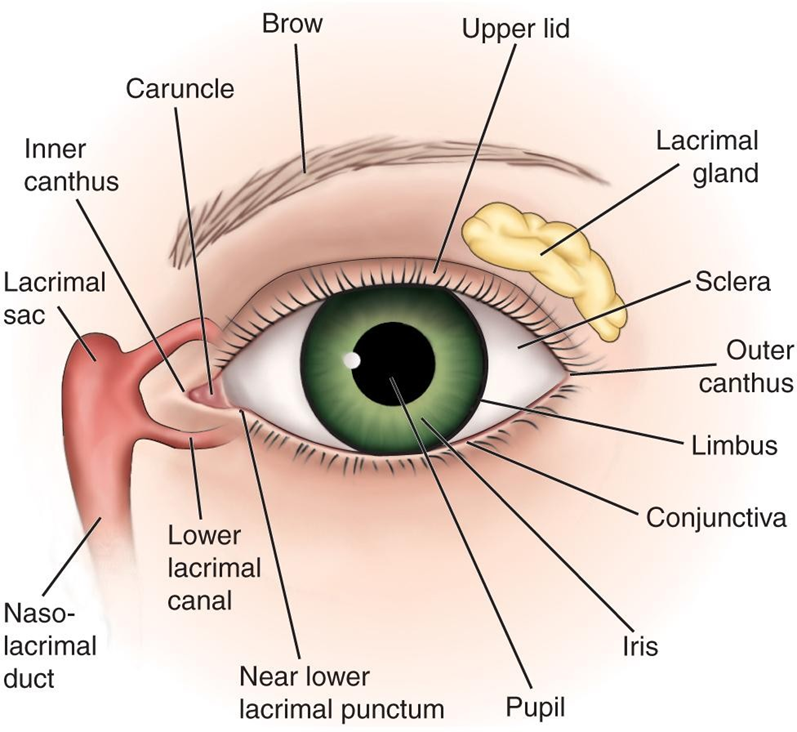 Brow
Upper lid
Caruncle
Inner
canthus
Lacrimal
gland
Lacrimal
sac
Sclera
Outer
canthus
Limbus
Conjunctiva
Lower
lacrimal
canal
Naso-
lacrimal
duct
Near lower
lacrimal punctum
Pupil
Iris